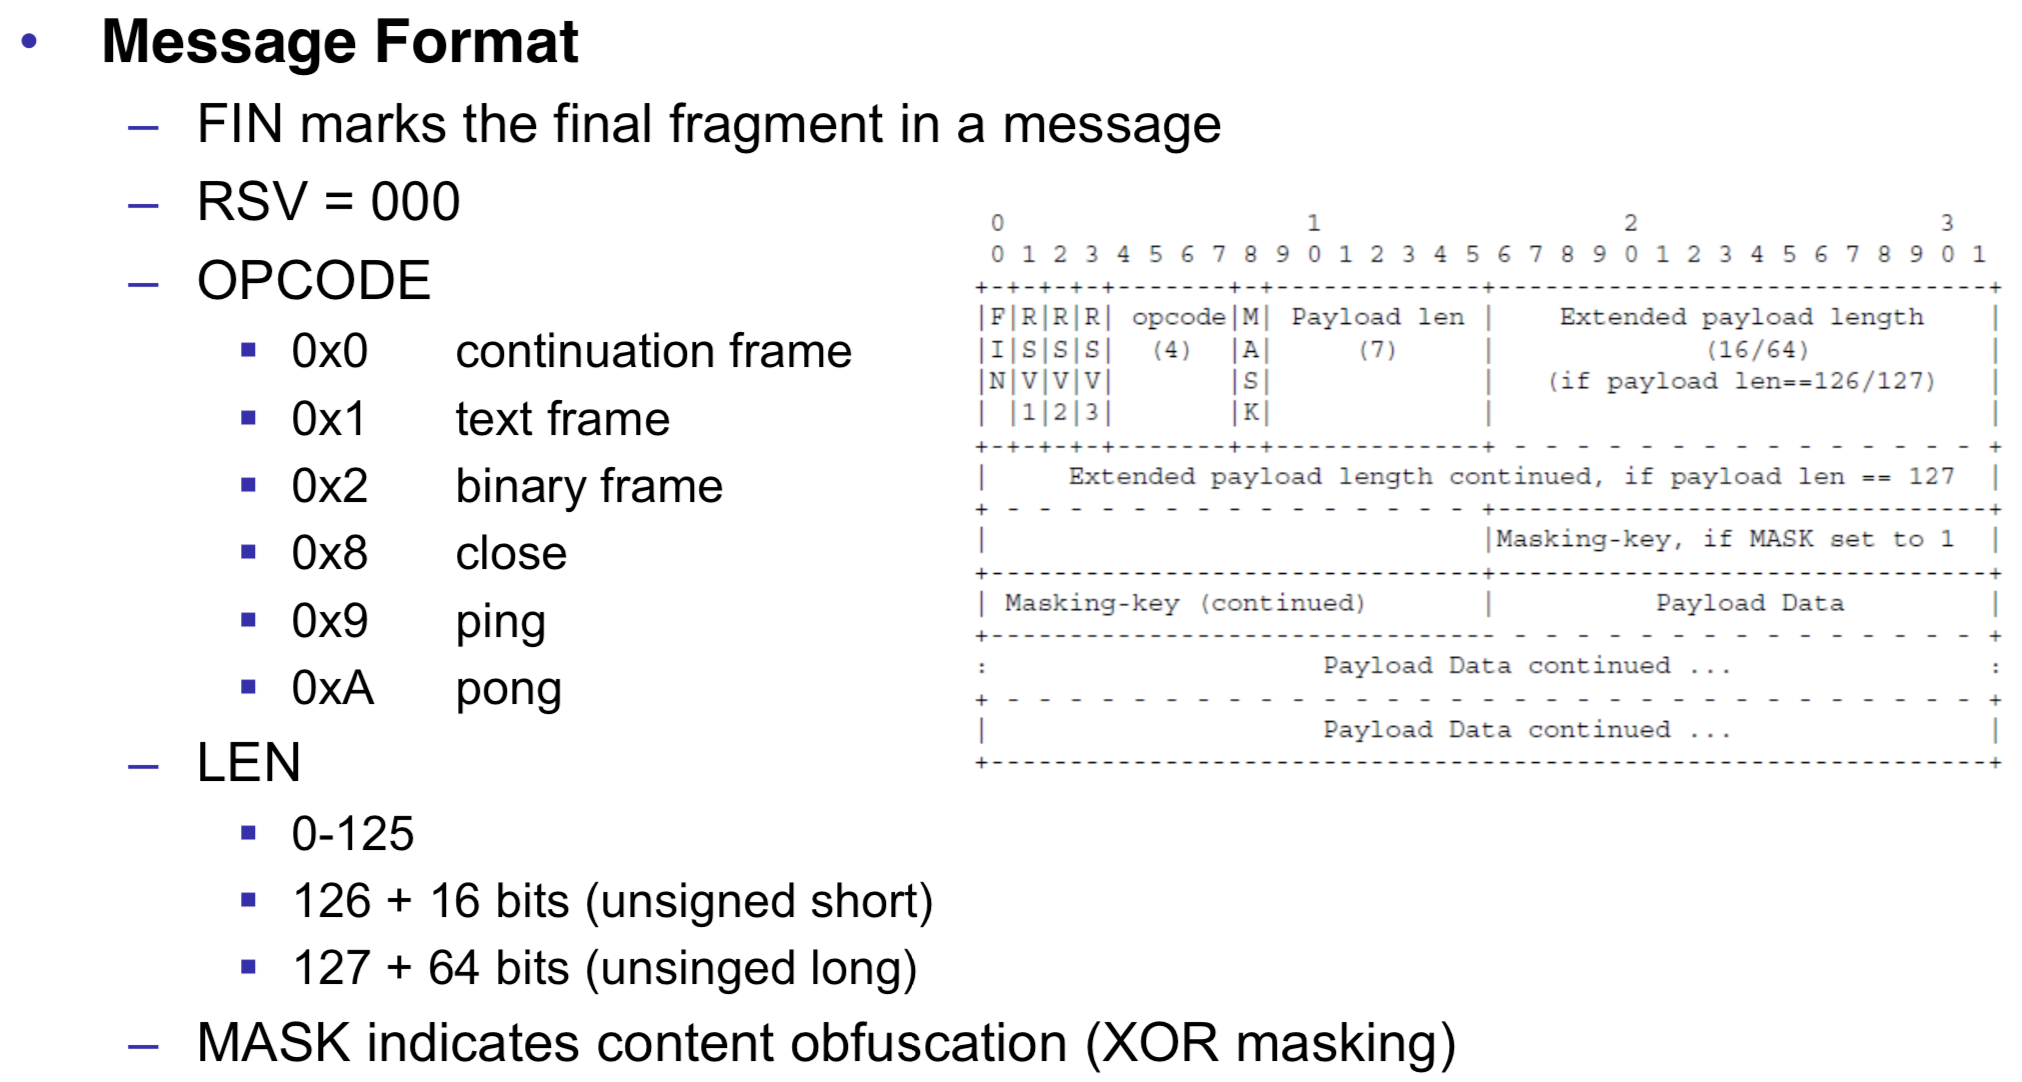 • Message Format
– FIN marks the final fragment in a message
– RSV = 000
– OPCODE
▪ 0x0 continuation frame
▪ 0x1 text frame
▪ 0x2 binary frame
▪ 0x8 close
▪ 0x9 ping
▪ 0xA pong
– LEN
▪ 0-125
▪ 126 + 16 bits (unsigned short)
▪ 127 + 64 bits (unsinged long)
– MASK indicates content obfuscation (XOR masking)
 0                   1                   2                   3
 0 1 2 3 4 5 6 7 8 9 0 1 2 3 4 5 6 7 8 9 0 1 2 3 4 5 6 7 8 9 0 1
+-+-+-+-+-------+-+-------------+-------------------------------+
|F|R|R|R| opcode|M| Payload len |    Extended payload length    |
|I|S|S|S|  (4)  |A|     (7)     |             (16/64)           |
|N|V|V|V|       |S|             |   (if payload len==126/127)   |
| |1|2|3|       |K|             |                               |
+-+-+-+-+-------+-+-------------+ - - - - - - - - - - - - - - - +
|     Extended payload length continued, if payload len == 127  |
+ - - - - - - - - - - - - - - - +-------------------------------+
|                               |Masking-key, if MASK set to 1  |
+-------------------------------+-------------------------------+
| Masking-key (continued)       |          Payload Data         |
+-------------------------------- - - - - - - - - - - - - - - - +
:                     Payload Data continued ...                :
+ - - - - - - - - - - - - - - - - - - - - - - - - - - - - - - - +
|                     Payload Data continued ...                |
+---------------------------------------------------------------+